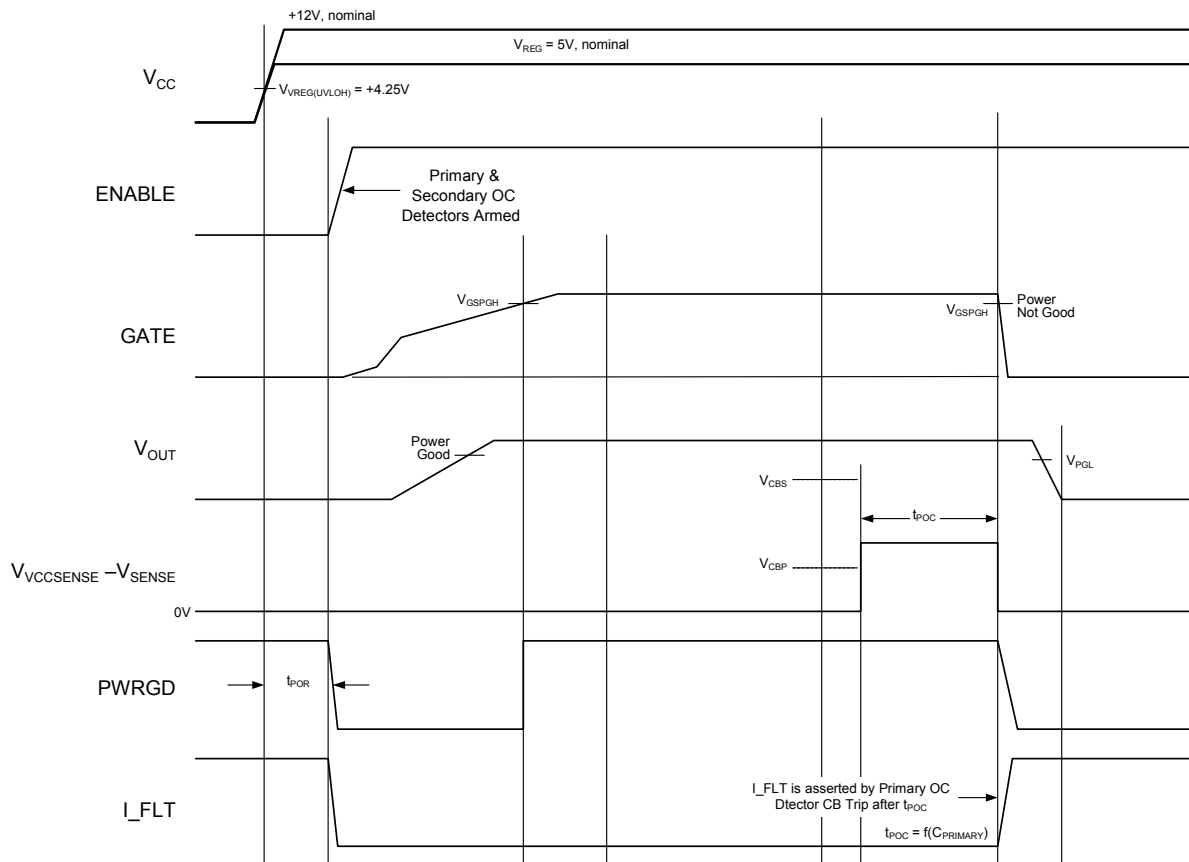 +12V, nominal
V_REG = 5V, nominal
V_CC
V_VREG(UVLOH) = +4.25V
ENABLE
Primary &
Secondary OC
Detectors Armed
V_GSPGH
V_GSPGH
Power
Not Good
GATE
V_OUT
Power
Good
V_PGL
V_CBS
t_POC
V_VCCSENSE –V_SENSE
V_CBP
0V
PWRGD
t_POR
I_FLT is asserted by Primary OC
Dtector CB Trip after t_POC
I_FLT
t_POC = f(C_PRIMARY)